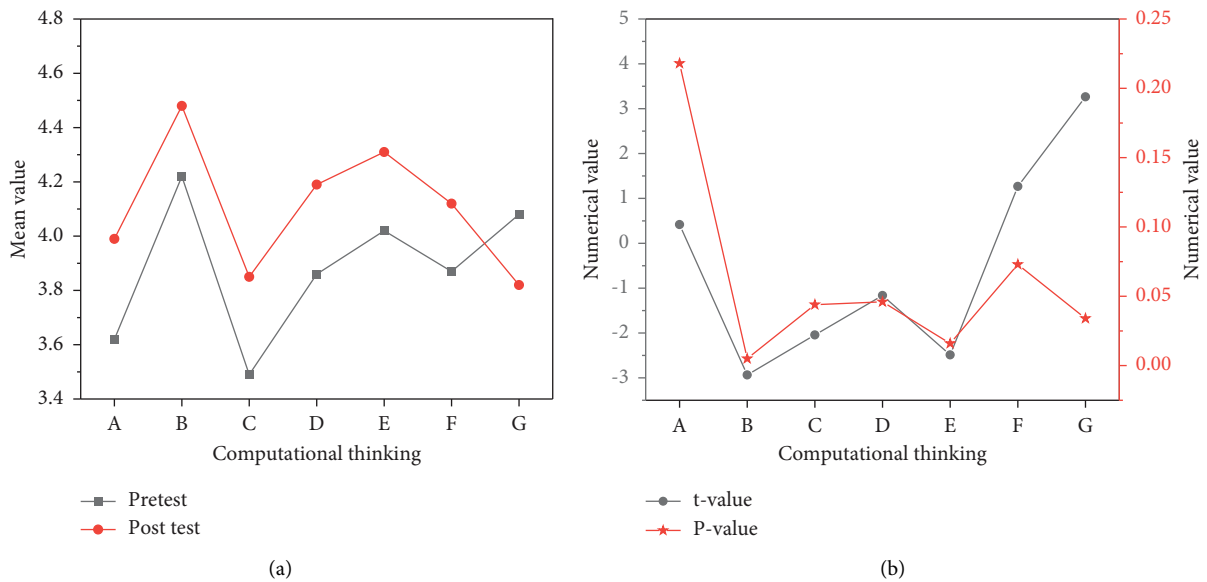 4.8
4.6
4.4
4.2
4.0
3.8
3.6
3.4
Mean value
A B C D E F G
Computational thinking
Pretest
Post test
(a)
5
4
3
2
1
0
-1
-2
-3
Numerical value
0.25
0.20
0.15
0.10
0.05
0.00
Numerical value
A B C D E F G
Computational thinking
t-value
P-value
(b)